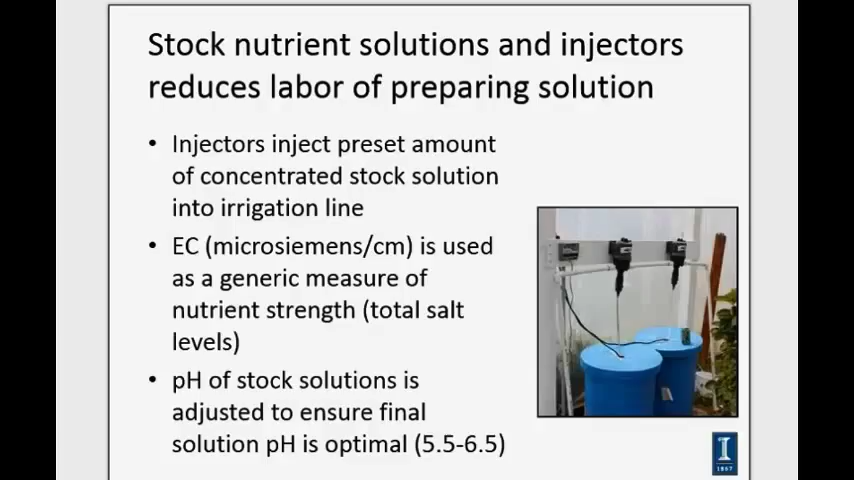 Stock nutrient solutions and injectors
reduces labor of preparing solution
• Injectors inject preset amount
of concentrated stock solution
into irrigation line
• EC (microsiemens/cm) is used
as a generic measure of
nutrient strength (total salt
levels)
• pH of stock solutions is
adjusted to ensure final
solution pH is optimal (5.5-6.5)
I
1867